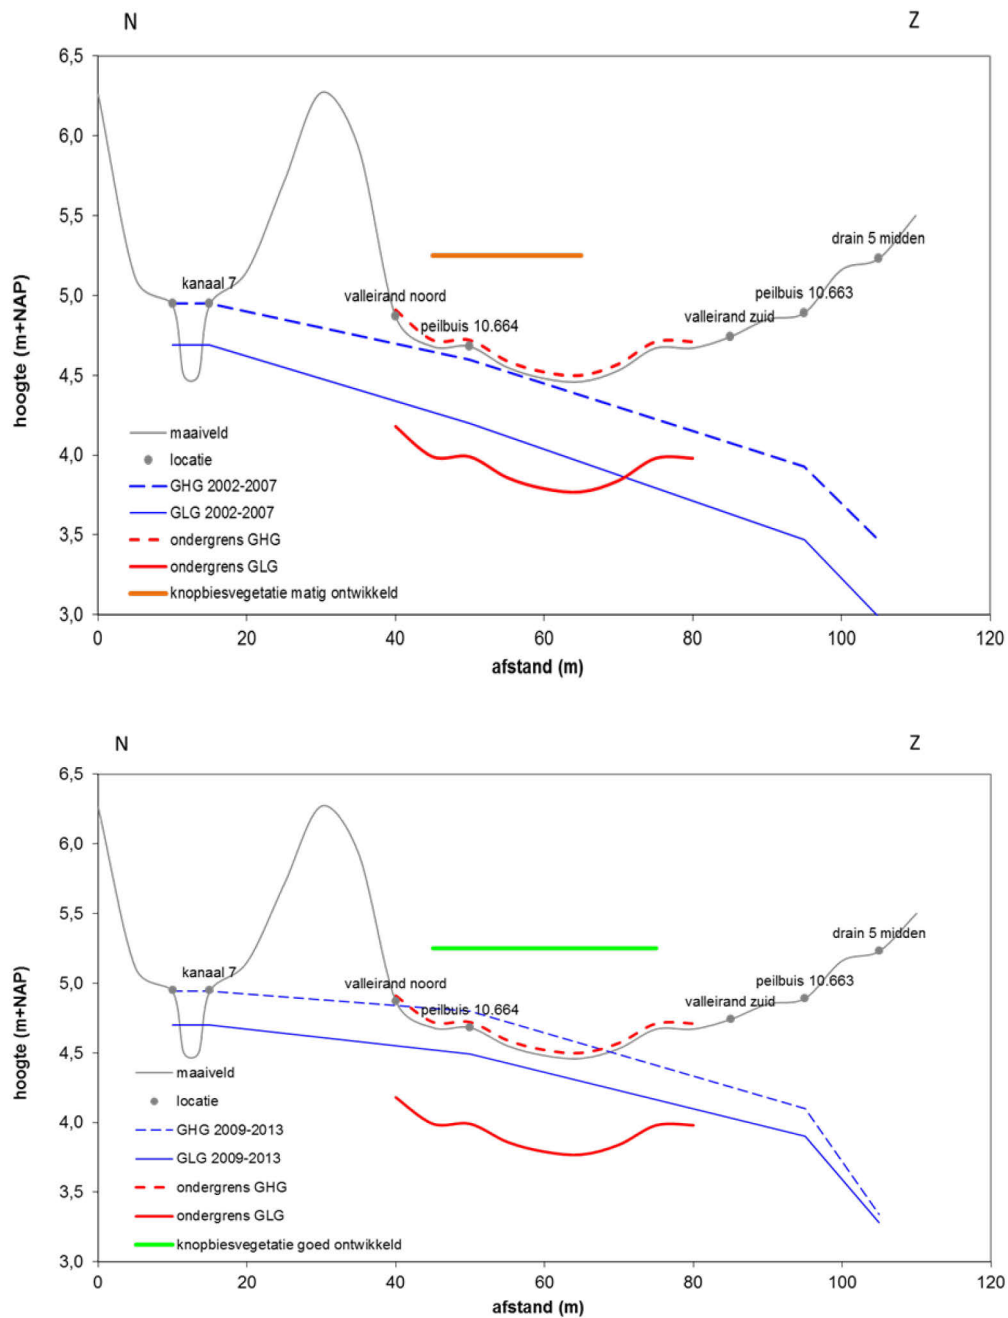 N Z
6,5
6,0
5,5
5,0
4,5
4,0
3,5
3,0
hoogte (m+NAP)
kanaal 7
valleirand noord
peilbuis 10.664
valleirand zuid
peilbuis 10.663
drain 5 midden
maaiveld
locatie
GHG 2002-2007
GLG 2002-2007
ondergrens GHG
ondergrens GLG
knopbiesvegetatie matig ontwikkeld
0 20 40 60 80 100 120
afstand (m)
N Z
6,5
6,0
5,5
5,0
4,5
4,0
3,5
3,0
hoogte (m+NAP)
kanaal 7
valleirand noord
peilbuis 10.664
valleirand zuid
peilbuis 10.663
drain 5 midden
maaiveld
locatie
GHG 2009-2013
GLG 2009-2013
ondergrens GHG
ondergrens GLG
knopbiesvegetatie goed ontwikkeld
0 20 40 60 80 100 120
afstand (m)